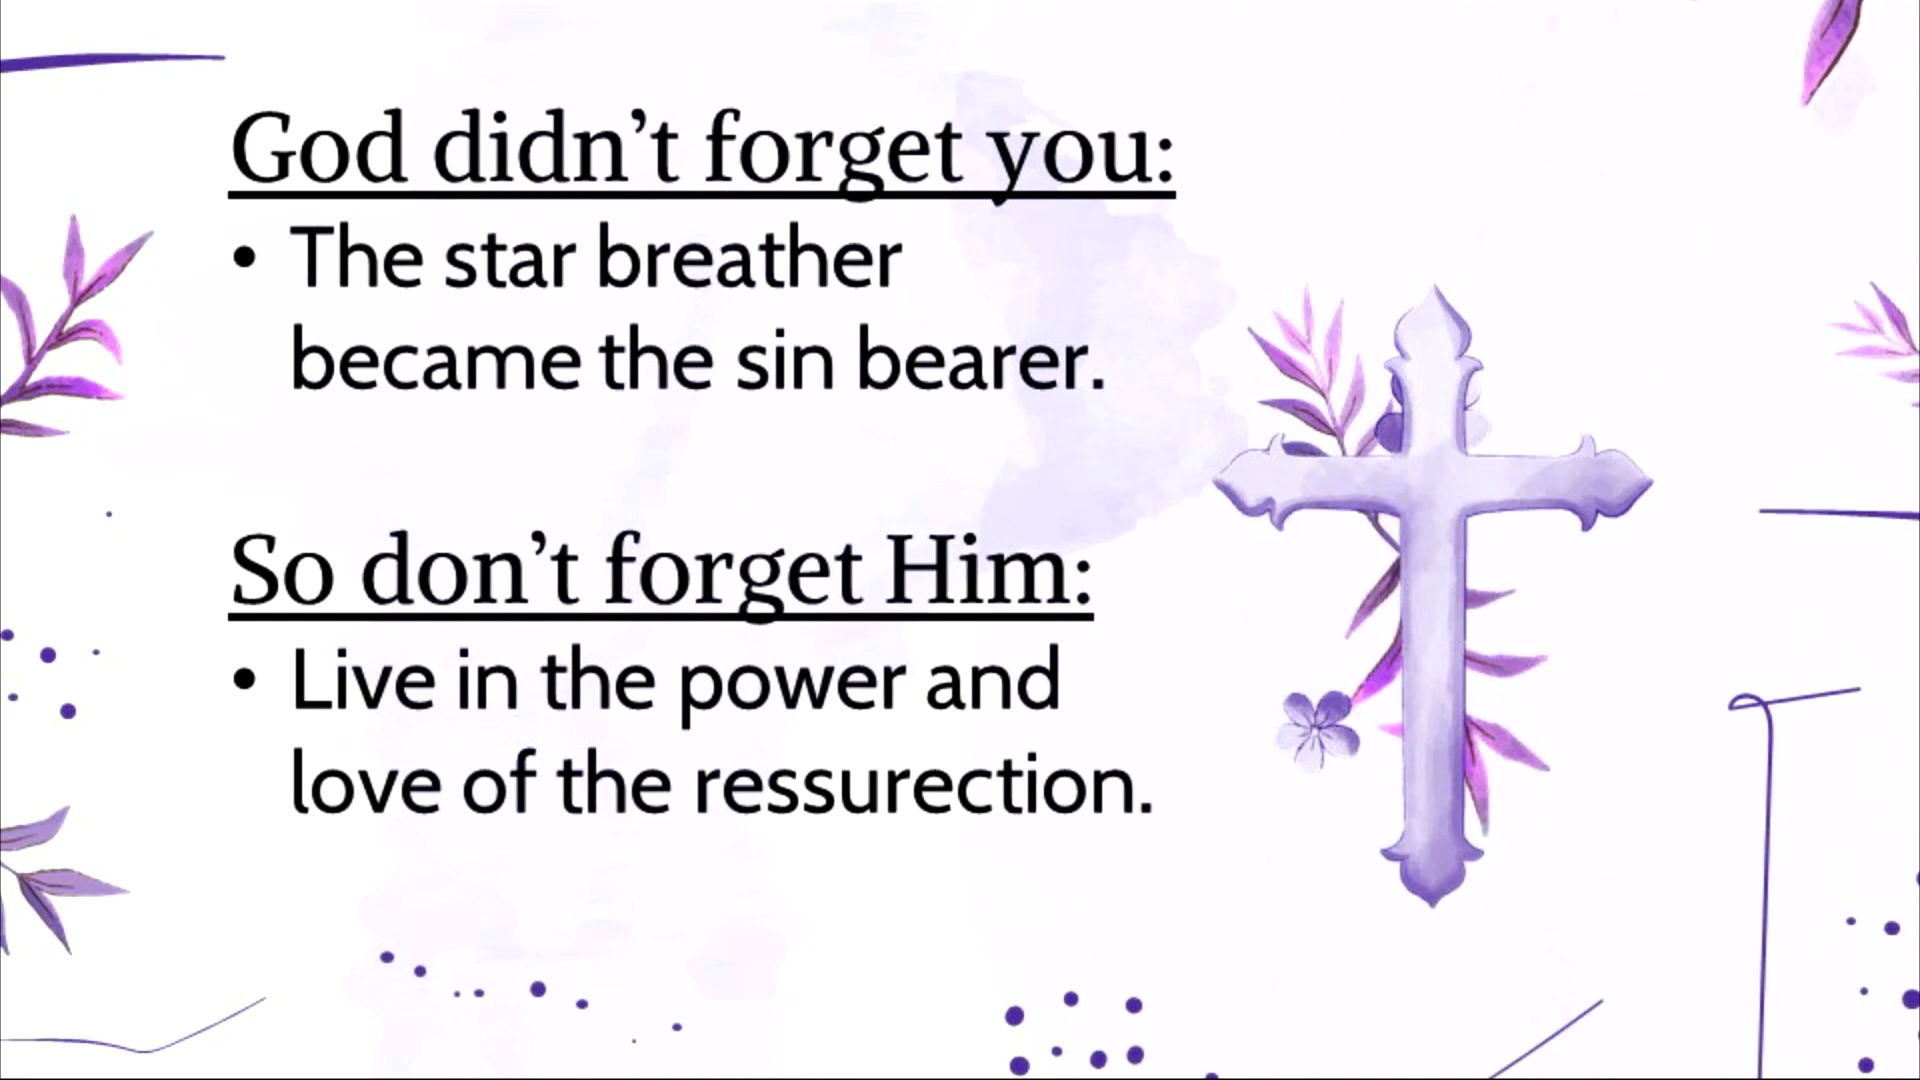 God didn’t forget you:
• The star breather
became the sin bearer.
So don’t forget Him:
• Live in the power and
love of the ressurection.